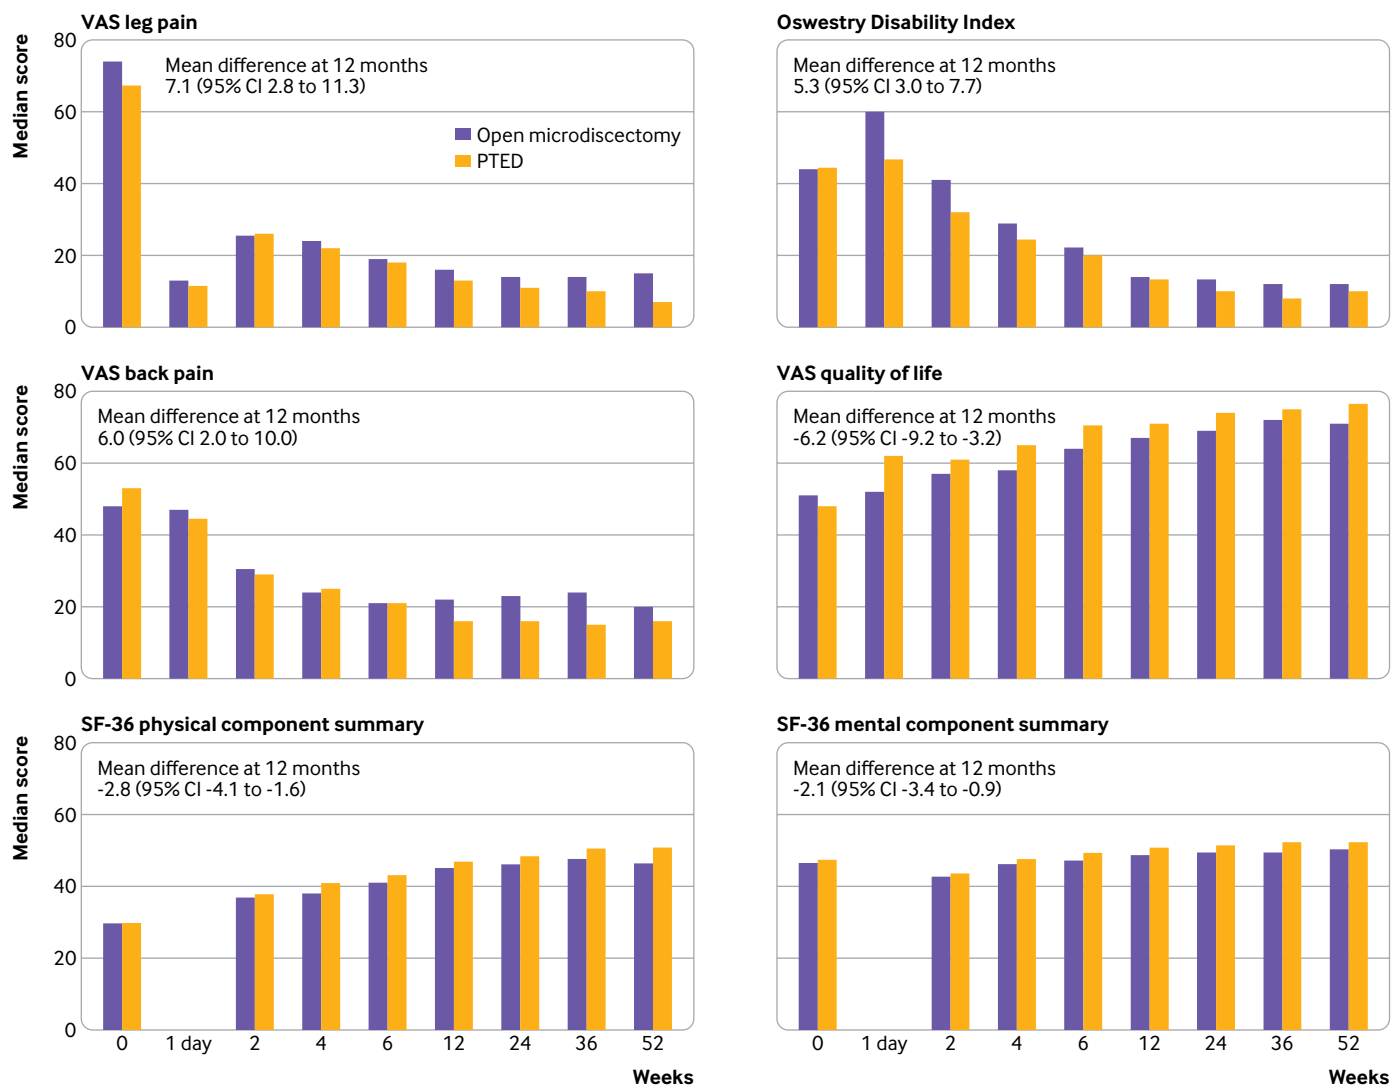 VAS leg pain
Median score
80
60
40
20
0
Mean difference at 12 months
7.1 (95% CI 2.8 to 11.3)
Open microdiscectomy
PTED
Oswestry Disability Index
Mean difference at 12 months
5.3 (95% CI 3.0 to 7.7)
VAS back pain
Median score
80
60
40
20
0
Mean difference at 12 months
6.0 (95% CI 2.0 to 10.0)
VAS quality of life
Mean difference at 12 months
-6.2 (95% CI -9.2 to -3.2)
SF-36 physical component summary
Median score
80
60
40
20
0
Mean difference at 12 months
-2.8 (95% CI -4.1 to -1.6)
0 1 day 2 4 6 12 24 36 52
Weeks
SF-36 mental component summary
Mean difference at 12 months
-2.1 (95% CI -3.4 to -0.9)
0 1 day 2 4 6 12 24 36 52
Weeks